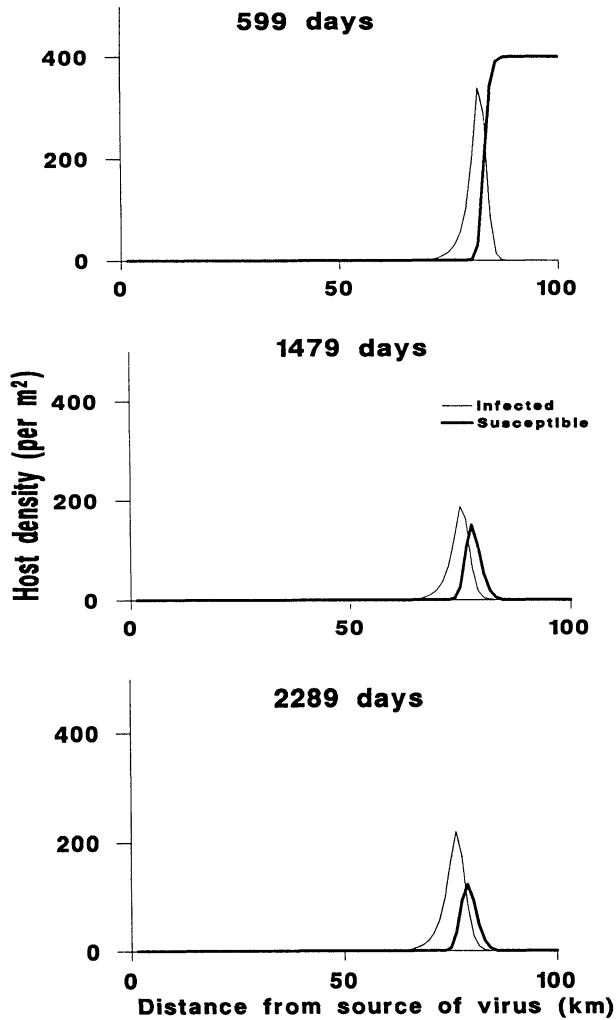 599 days
400
200
0
0 50 100
1479 days
Host density (per m²)
Infected
Susceptible
400
200
0
0 50 100
2289 days
400
200
0
0 50 100
Distance from source of virus (km)